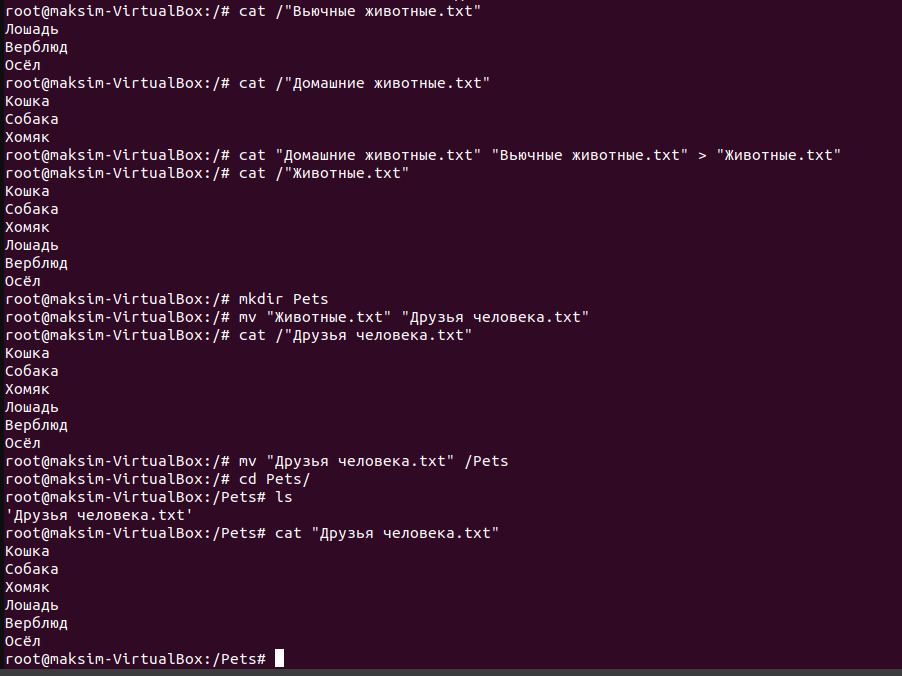 root@maksim-VirtualBox:/# cat /"Вьючные животные.txt"
Лошадь
Верблюд
Осёл
root@maksim-VirtualBox:/# cat /"Домашние животные.txt"
Кошка
Собака
Хомяк
root@maksim-VirtualBox:/# cat "Домашние животные.txt" "Вьючные животные.txt" > "Животные.txt"
root@maksim-VirtualBox:/# cat /"Животные.txt"
Кошка
Собака
Хомяк
Лошадь
Верблюд
Осёл
root@maksim-VirtualBox:/# mkdir Pets
root@maksim-VirtualBox:/# mv "Животные.txt" "Друзья человека.txt"
root@maksim-VirtualBox:/# cat /"Друзья человека.txt"
Кошка
Собака
Хомяк
Лошадь
Верблюд
Осёл
root@maksim-VirtualBox:/# mv "Друзья человека.txt" /Pets
root@maksim-VirtualBox:/# cd Pets/
root@maksim-VirtualBox:/Pets# ls
'Друзья человека.txt'
root@maksim-VirtualBox:/Pets# cat "Друзья человека.txt"
Кошка
Собака
Хомяк
Лошадь
Верблюд
Осёл
root@maksim-VirtualBox:/Pets#